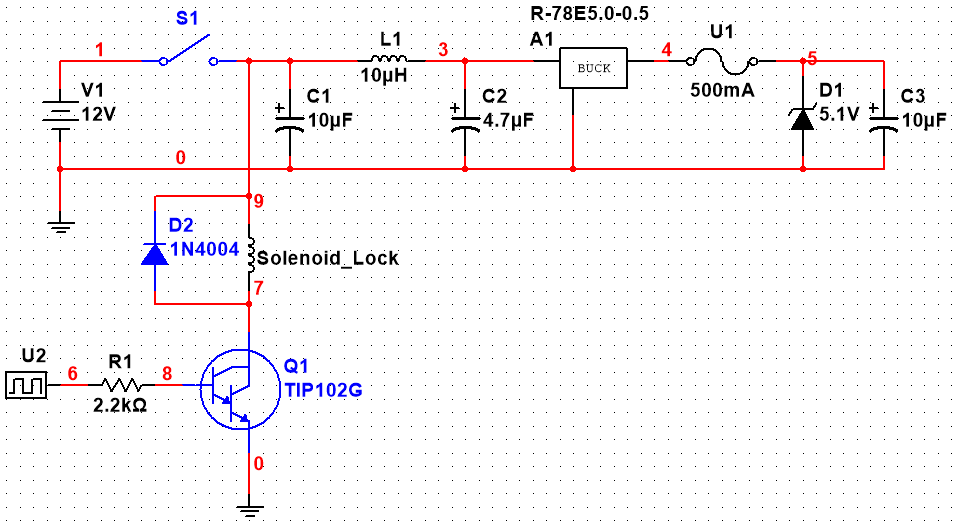 R-78E5.0-0.5
S1
A1
U1
L1
1
3
4
5
BUCK
10µH
500mA
V1
12V
C1
10µF
C2
4.7µF
D1
5.1V
C3
10µF
0
9
D2
1N4004
Solenoid_Lock
7
U2
6
R1
8
2.2kΩ
Q1
TIP102G
0